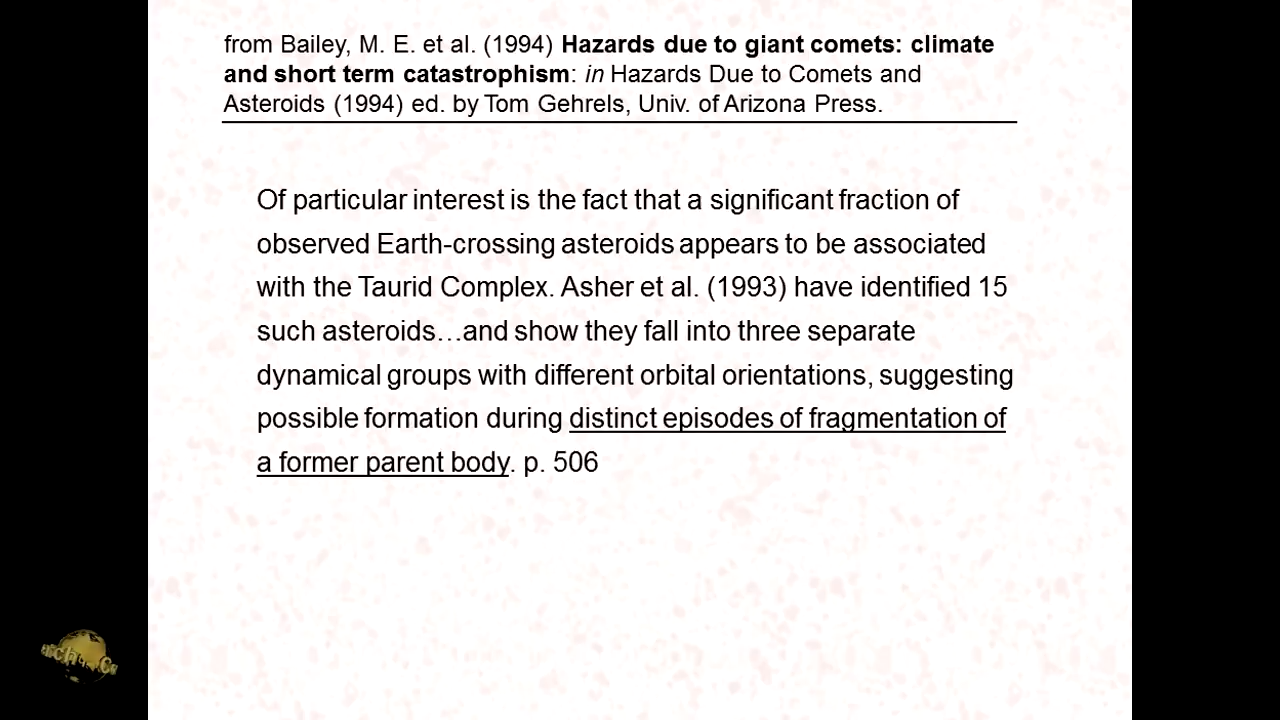 from Bailey, M. E. et al. (1994) Hazards due to giant comets: climate
and short term catastrophism: in Hazards Due to Comets and
Asteroids (1994) ed. by Tom Gehrels, Univ. of Arizona Press.
Of particular interest is the fact that a significant fraction of
observed Earth-crossing asteroids appears to be associated
with the Taurid Complex. Asher et al. (1993) have identified 15
such asteroids…and show they fall into three separate
dynamical groups with different orbital orientations, suggesting
possible formation during distinct episodes of fragmentation of
a former parent body. p. 506